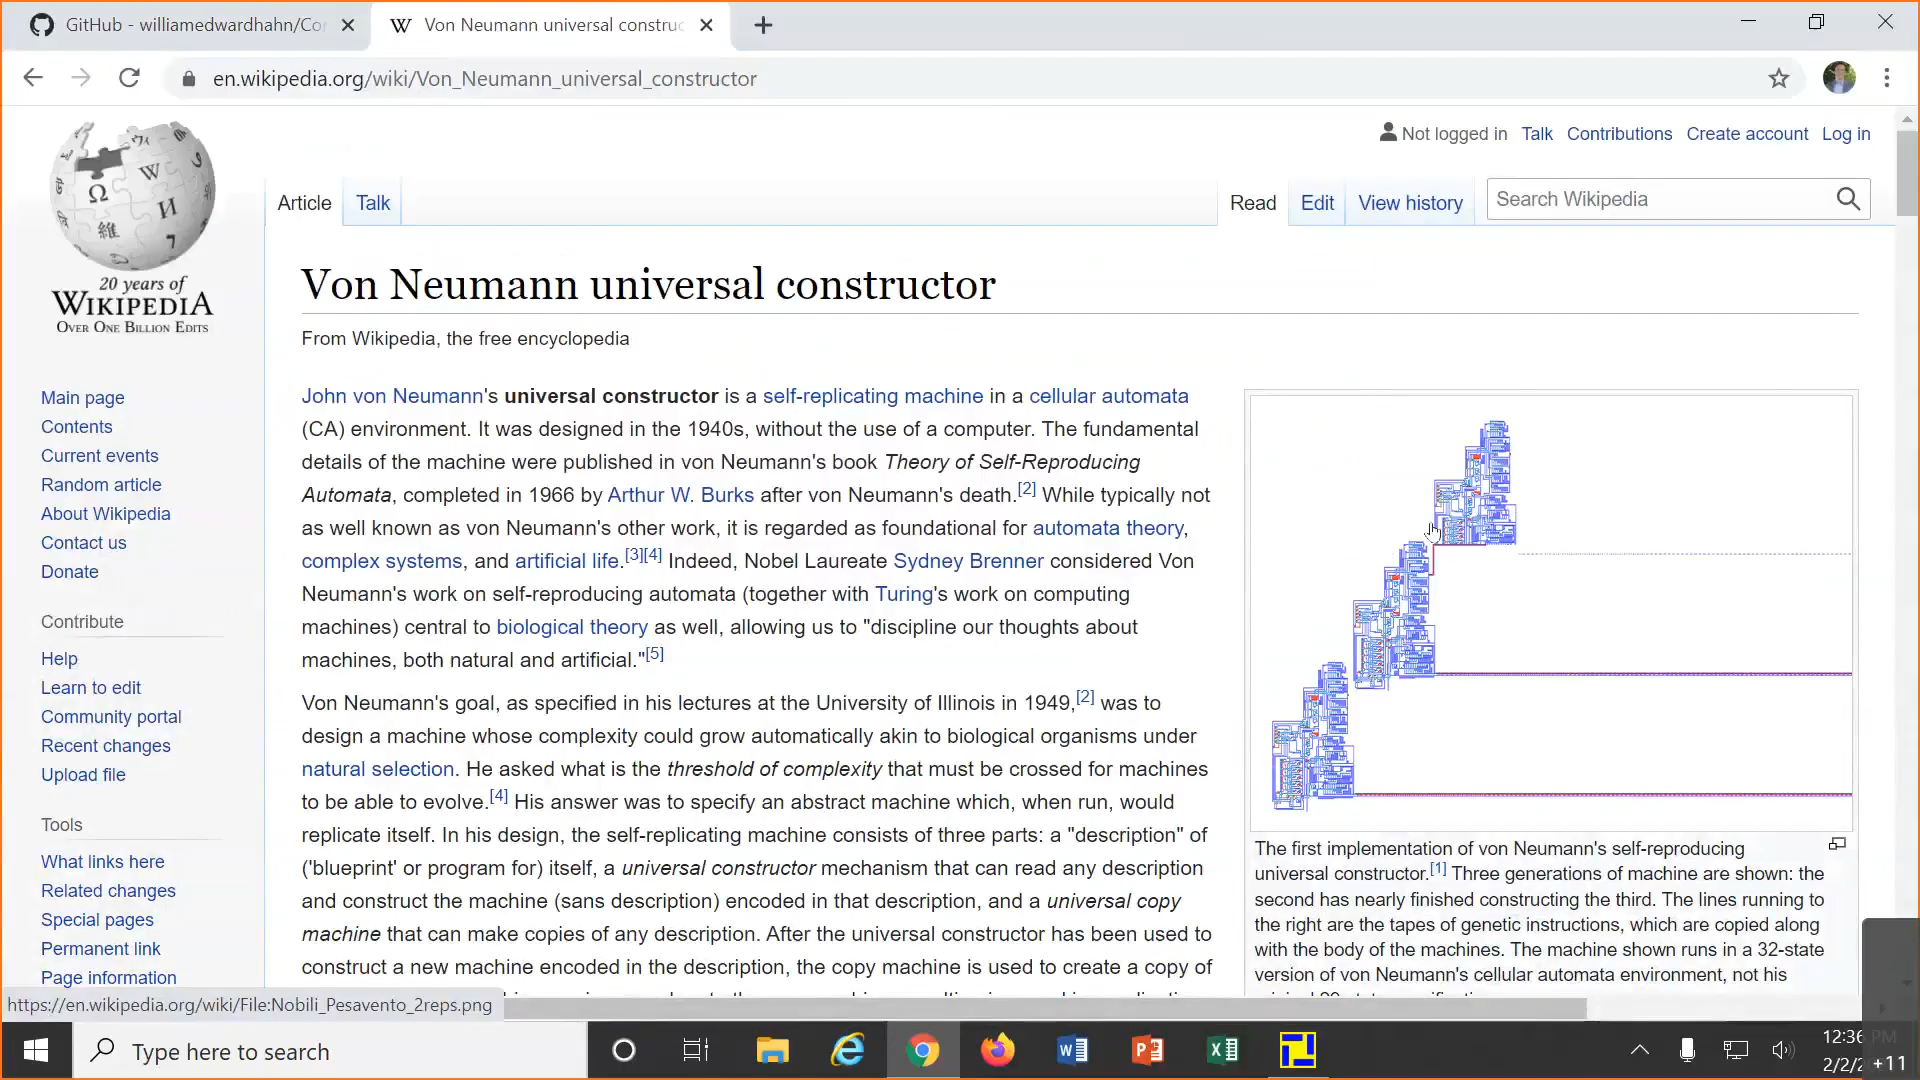 GitHub - williamedwardhahn/Co
Von Neumann universal construc
en.wikipedia.org/wiki/Von_Neumann_universal_constructor
Not logged in Talk Contributions Create account Log in
Article Talk Read Edit View history Search Wikipedia
20 years of
WIKIPEDIA
OVER ONE BILLION EDITS
Main page
Contents
Current events
Random article
About Wikipedia
Contact us
Donate
Contribute
Help
Learn to edit
Community portal
Recent changes
Upload file
Tools
What links here
Related changes
Special pages
Permanent link
Page information
Von Neumann universal constructor
From Wikipedia, the free encyclopedia
John von Neumann's universal constructor is a self-replicating machine in a cellular automata
(CA) environment. It was designed in the 1940s, without the use of a computer. The fundamental
details of the machine were published in von Neumann's book Theory of Self-Reproducing
Automata, completed in 1966 by Arthur W. Burks after von Neumann's death.[2] While typically not
as well known as von Neumann's other work, it is regarded as foundational for automata theory,
complex systems, and artificial life.[3][4] Indeed, Nobel Laureate Sydney Brenner considered Von
Neumann's work on self-reproducing automata (together with Turing's work on computing
machines) central to biological theory as well, allowing us to "discipline our thoughts about
machines, both natural and artificial."[5]
Von Neumann's goal, as specified in his lectures at the University of Illinois in 1949,[2] was to
design a machine whose complexity could grow automatically akin to biological organisms under
natural selection. He asked what is the threshold of complexity that must be crossed for machines
to be able to evolve.[4] His answer was to specify an abstract machine which, when run, would
replicate itself. In his design, the self-replicating machine consists of three parts: a "description" of
('blueprint' or program for) itself, a universal constructor mechanism that can read any description
and construct the machine (sans description) encoded in that description, and a universal copy
machine that can make copies of any description. After the universal constructor has been used to
construct a new machine encoded in the description, the copy machine is used to create a copy of
The first implementation of von Neumann's self-reproducing
universal constructor.[1] Three generations of machine are shown: the
second has nearly finished constructing the third. The lines running to
the right are the tapes of genetic instructions, which are copied along
with the body of the machines. The machine shown runs in a 32-state
version of von Neumann's cellular automata environment, not his
https://en.wikipedia.org/wiki/File:Nobili_Pesavento_2reps.png
Type here to search
12:36 PM
2/2/2
+11